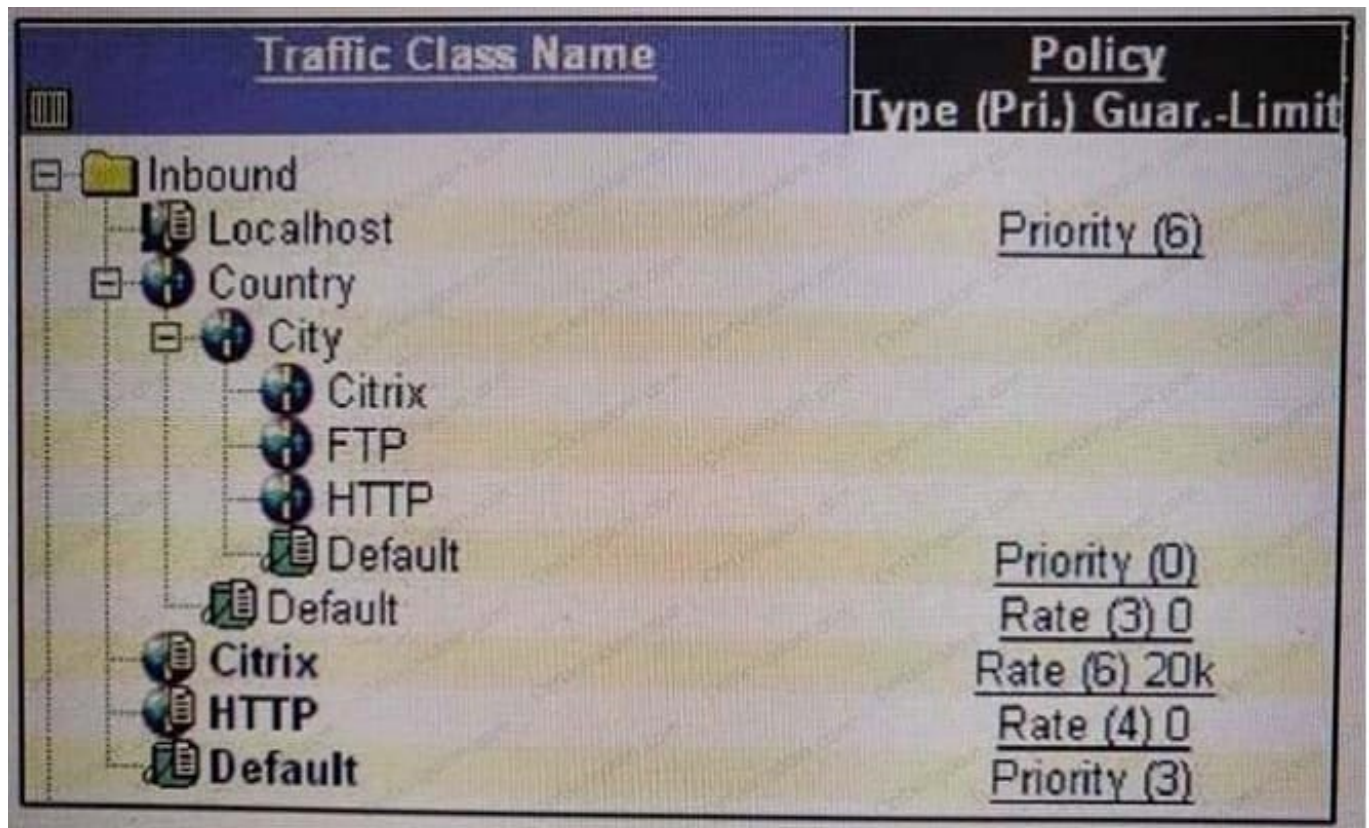 Traffic Class Name Policy
Type (Pri.) Guar.-Limit
Inbound
Localhost Priority (6)
Country
City
Citrix
FTP
HTTP
Default Priority (0)
Default Rate (3) 0
Citrix Rate (6) 20k
HTTP Rate (4) 0
Default Priority (3)